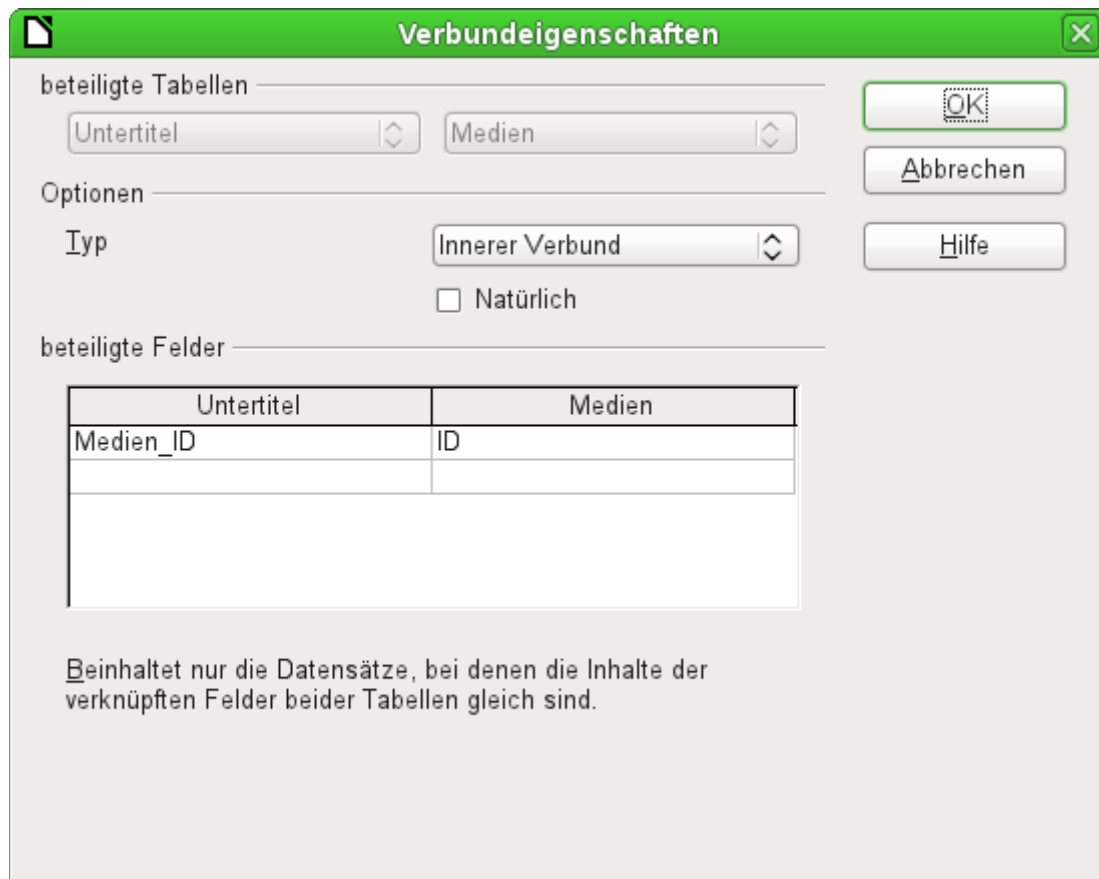 Verbundeigenschaften
beteiligte Tabellen
OK
Untertitel Medien
Abbrechen
Optionen
Typ Innerer Verbund Hilfe
Natürlich
beteiligte Felder
Untertitel Medien
Medien_ID ID
Beinhaltet nur die Datensätze, bei denen die Inhalte der
verknüpften Felder beider Tabellen gleich sind.